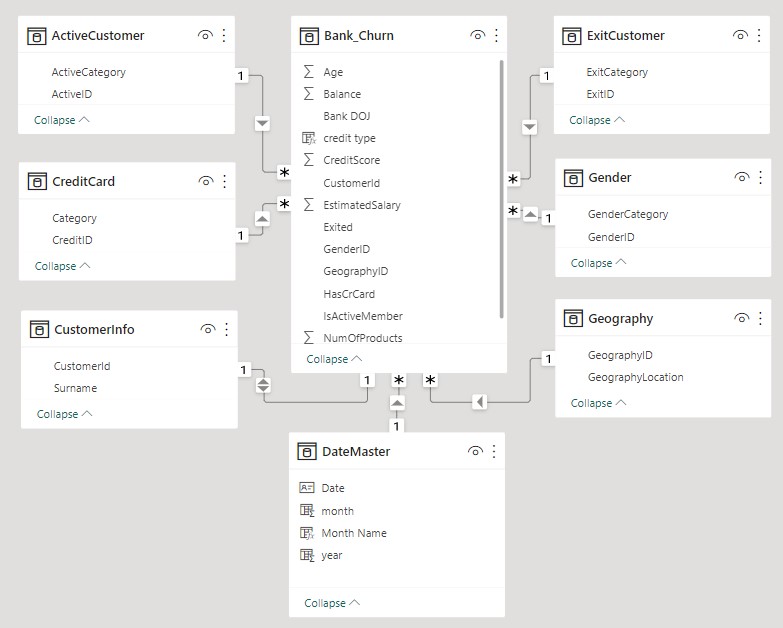 ActiveCustomer
ActiveCategory
ActiveID
Collapse
Bank_Churn
Age
Balance
Bank DOJ
credit type
CreditScore
CustomerId
EstimatedSalary
Exited
GenderID
GeographyID
HasCrCard
IsActiveMember
NumOfProducts
Collapse
ExitCustomer
ExitCategory
ExitID
Collapse
CreditCard
Category
CreditID
Collapse
Gender
GenderCategory
GenderID
Collapse
CustomerInfo
CustomerId
Surname
Collapse
Geography
GeographyID
GeographyLocation
Collapse
DateMaster
Date
month
Month Name
year
Collapse
1
*
1
*
1
*
1
*
1
1
*
1
*
1